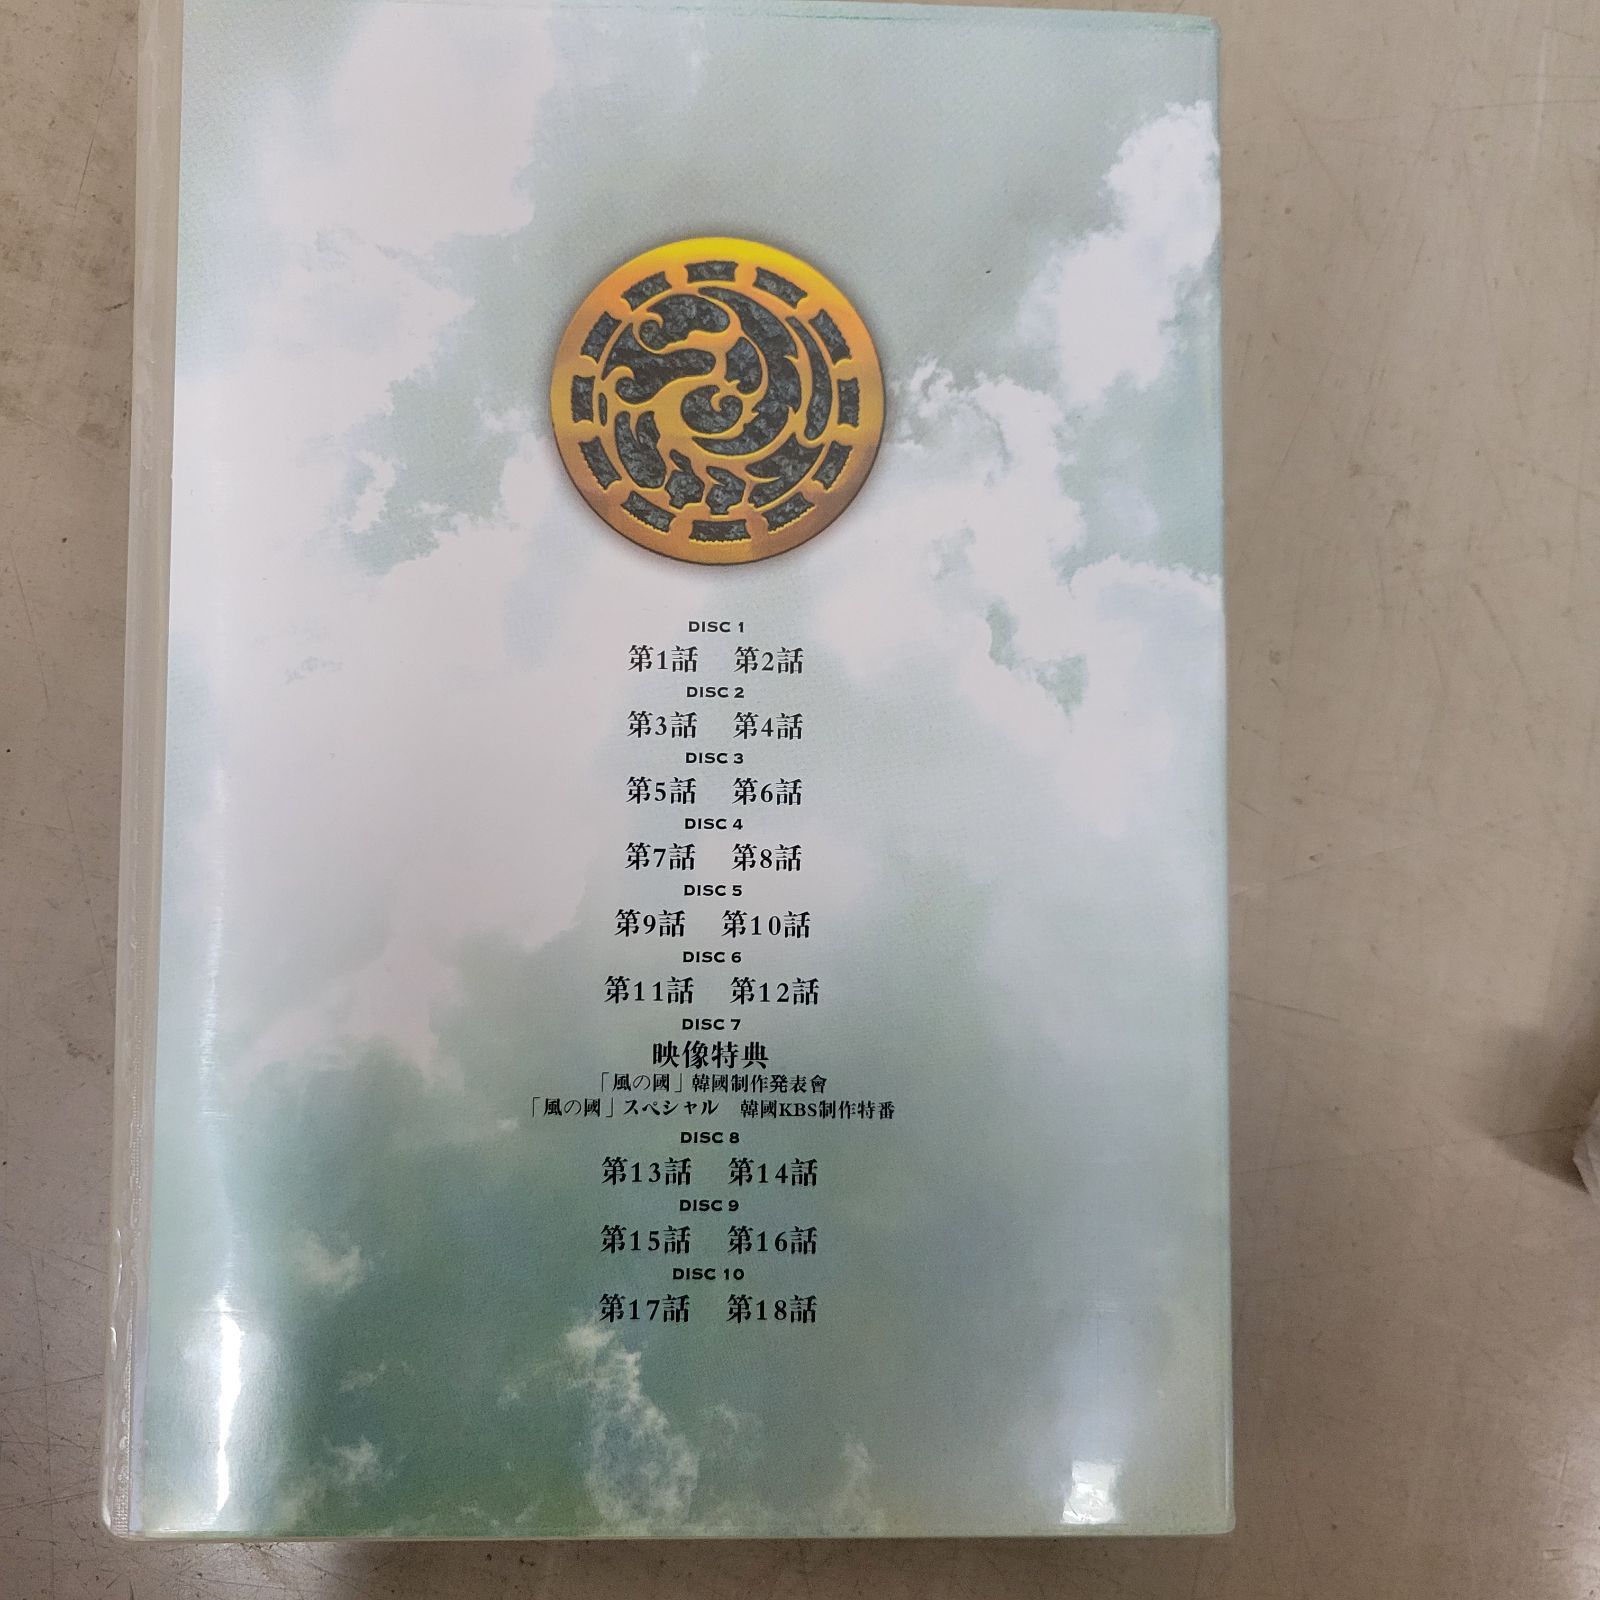 DISC 1
第1話 第2話
DISC 2
第3話 第4話
DISC 3
第5話 第6話
DISC 4
第7話 第8話
DISC 5
第9話 第10話
DISC 6
第11話 第12話
DISC 7
映像特典
「風の國」韓國制作発表會
「風の國」スペシャル 韓國KBS制作特番
DISC 8
第13話 第14話
DISC 9
第15話 第16話
DISC 10
第17話 第18話